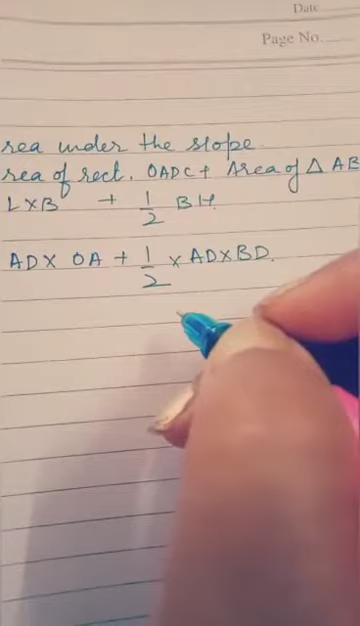 Date
Page No.
rea under the slope
rea of rect. OADC + Area of Δ AB
L×B + 1/2 BH.
AD× OA + 1/2 × AD×BD.